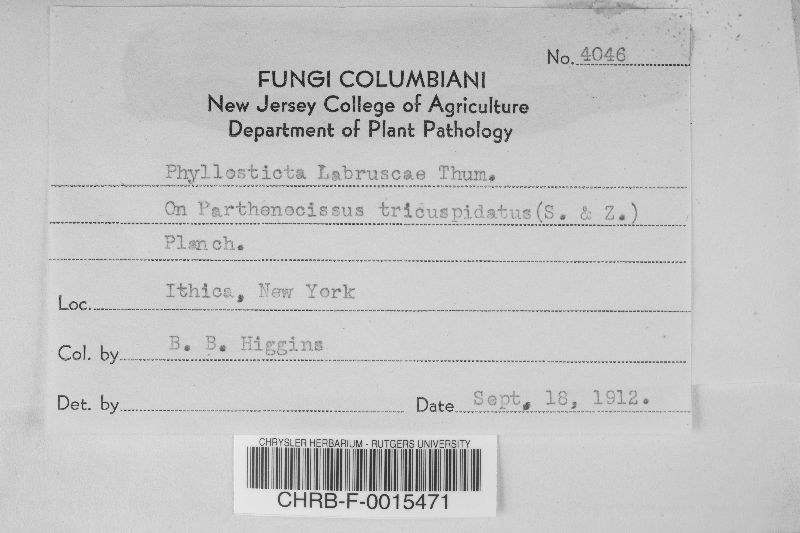 No. 4046
FUNGI COLUMBIANI
New Jersey College of Agriculture
Department of Plant Pathology
Phyllosticta Labruscae Thum.
On Parthenocissus tricuspidatus(S. & Z.)
Planch.
Loc. Ithica, New York
Col. by B. B. Higgins
Det. by
Date Sept, 18, 1912.
CHRYSLER HERBARIUM - RUTGERS UNIVERSITY
CHRB-F-0015471